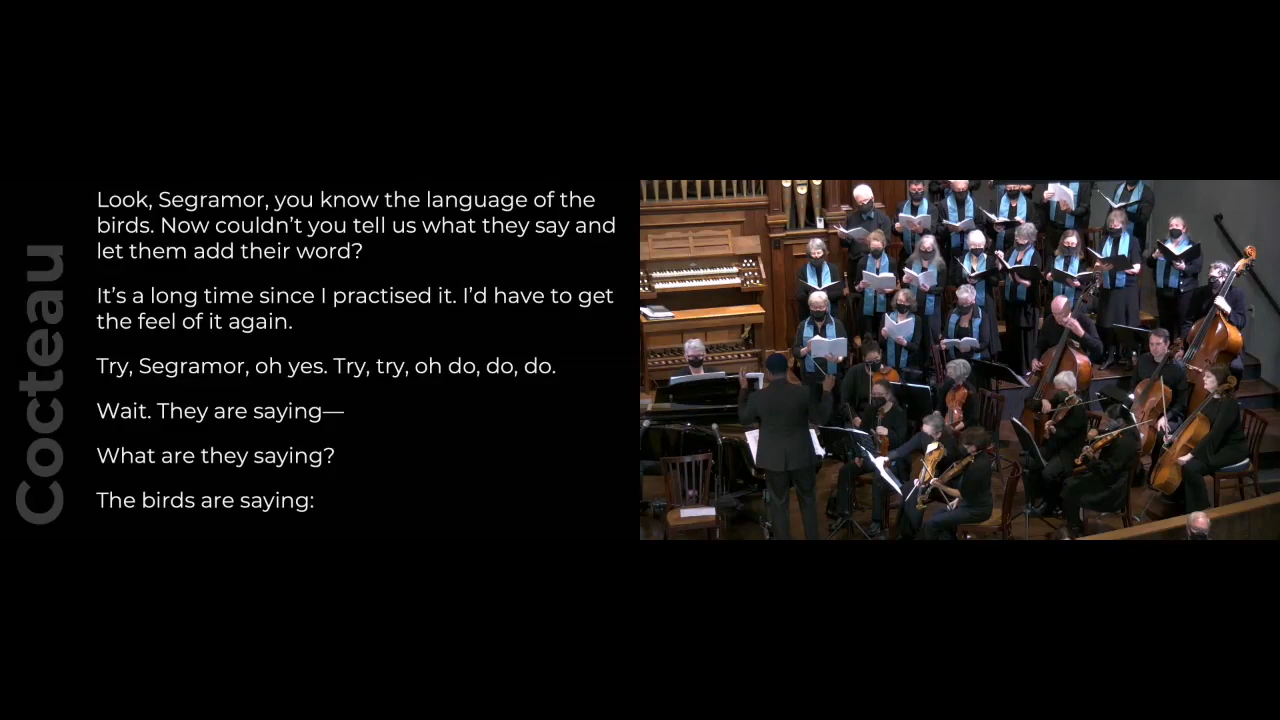 Cocteau
Look, Segramor, you know the language of the
birds. Now couldn’t you tell us what they say and
let them add their word?
It’s a long time since I practised it. I’d have to get
the feel of it again.
Try, Segramor, oh yes. Try, try, oh do, do, do.
Wait. They are saying—
What are they saying?
The birds are saying: